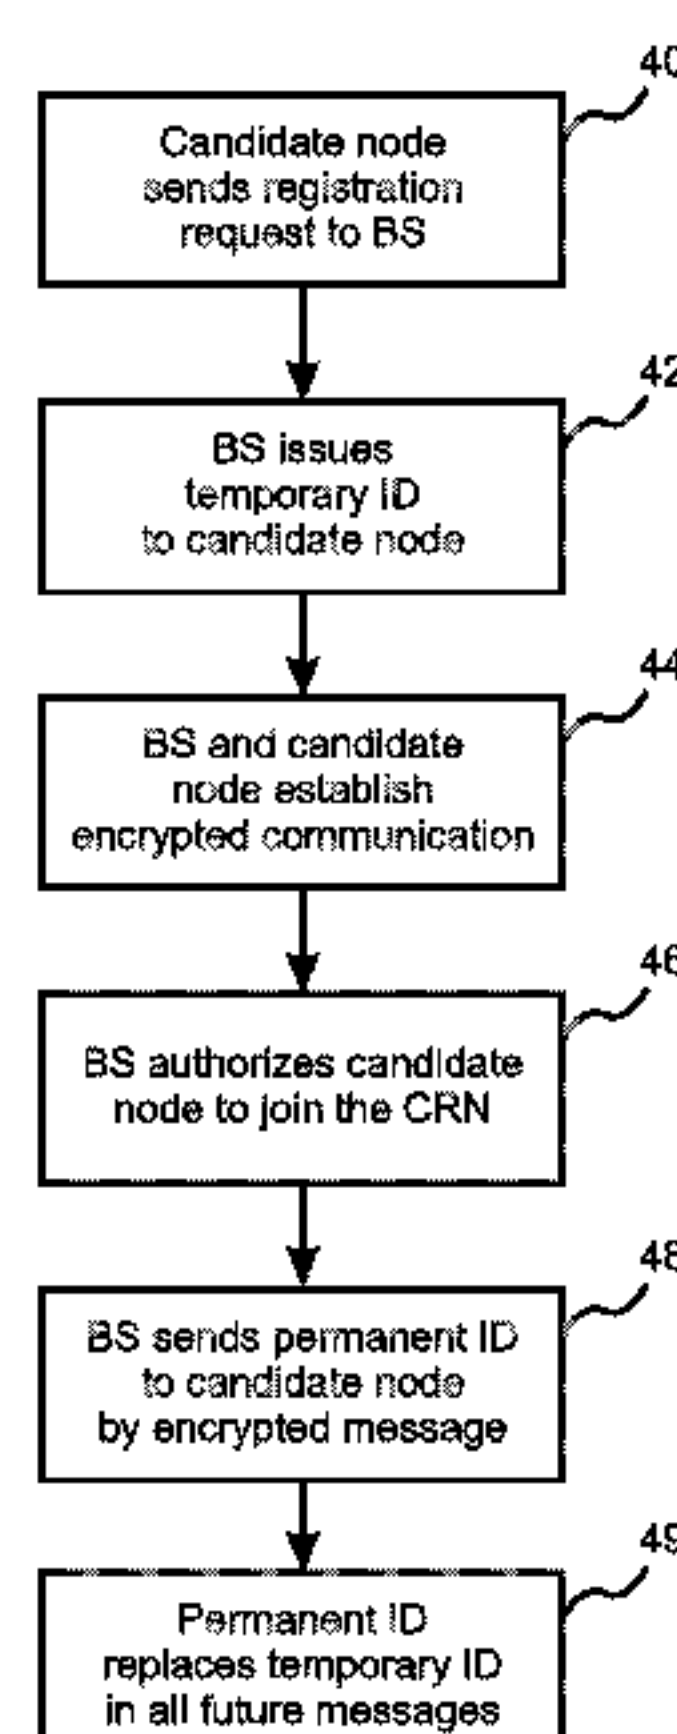 40
Candidate node
sends registration
request to BS
42
BS issues
temporary ID
to candidate node
44
BS and candidate
node establish
encrypted communication
46
BS authorizes candidate
node to join the CRN
48
BS sends permanent ID
to candidate node
by encrypted message
49
Permanent ID
replaces temporary ID
in all future messages